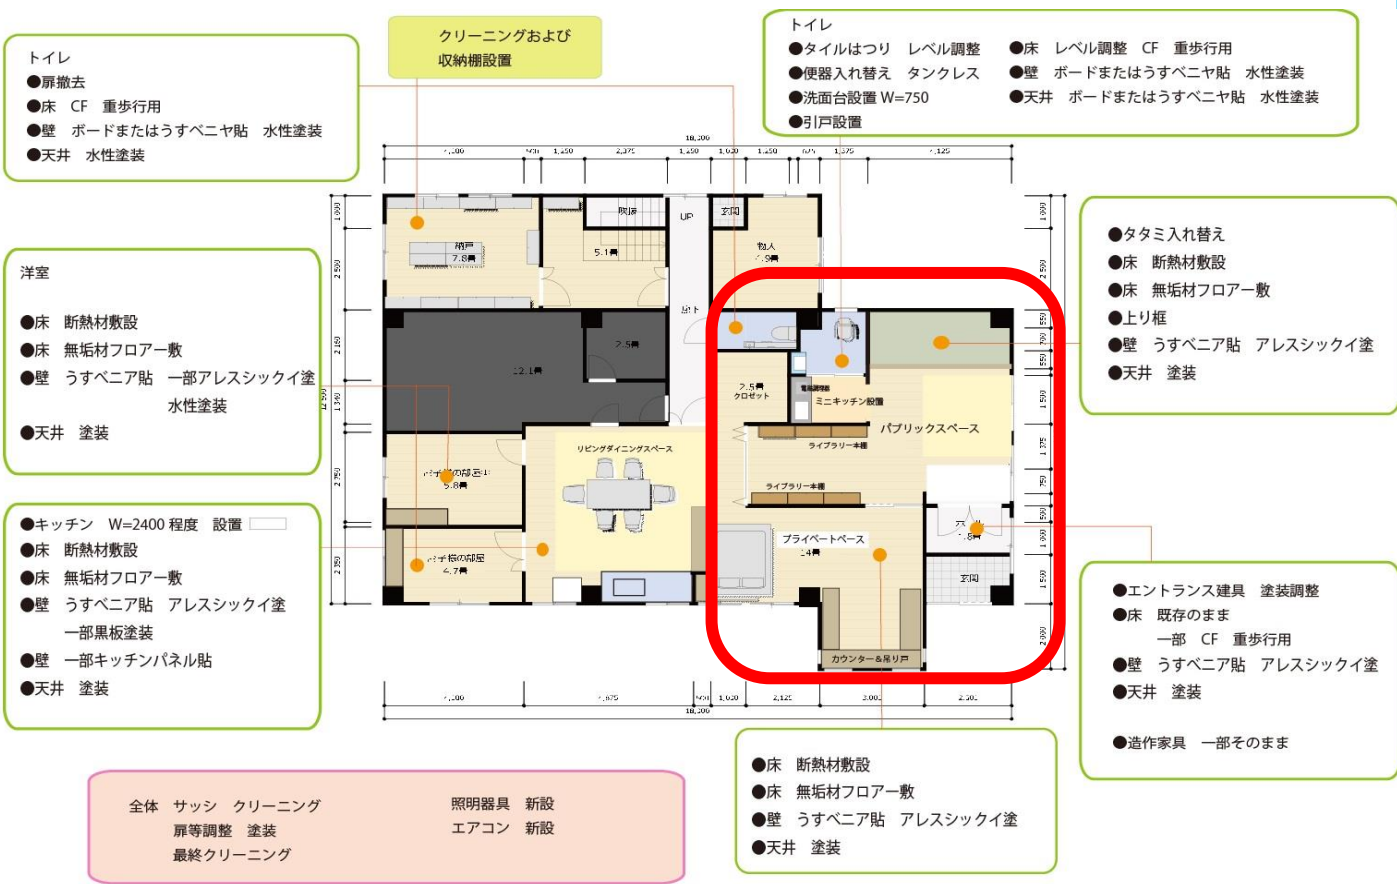 トイレ
●扉撤去
●床　CF　重歩行用
●壁　ボードまたはうすベニヤ貼　水性塗装
●天井　水性塗装
クリーニングおよび
収納棚設置
トイレ
●タイルはつり　レベル調整
●便器入れ替え　タンクレス
●洗面台設置 W=750
●引戸設置
●床　レベル調整　CF　重歩行用
●壁　ボードまたはうすベニヤ貼　水性塗装
●天井　ボードまたはうすベニヤ貼　水性塗装
洋室
●床　断熱材敷設
●床　無垢材フロアー敷
●壁　うすベニア貼　一部アレスシックイ塗
水性塗装
●天井　塗装
●キッチン　W=2400 程度　設置
●床　断熱材敷設
●床　無垢材フロアー敷
●壁　うすベニア貼　アレスシックイ塗
一部黒板塗装
●壁　一部キッチンパネル貼
●天井　塗装
●タタミ入れ替え
●床　断熱材敷設
●床　無垢材フロアー敷
●上り框
●壁　うすベニア貼　アレスシックイ塗
●天井　塗装
●エントランス建具　塗装調整
●床　既存のまま
一部　CF　重歩行用
●壁　うすベニア貼　アレスシックイ塗
●天井　塗装
●造作家具　一部そのまま
●床　断熱材敷設
●床　無垢材フロアー敷
●壁　うすベニア貼　アレスシックイ塗
●天井　塗装
全体　サッシ　クリーニング
扉等調整　塗装
最終クリーニング
照明器具　新設
エアコン　新設
納戸
7.8畳
5.1畳
UP
玄関
物入
4.9畳
廊下
12.1畳
2.5畳
2.5畳
クロゼット
ミニキッチン設置
パブリックスペース
ライブラリー本棚
ライブラリー本棚
リビングダイニングスペース
5.8畳
4.7畳
プライベートペース
14畳
玄関
カウンター＆吊り戸